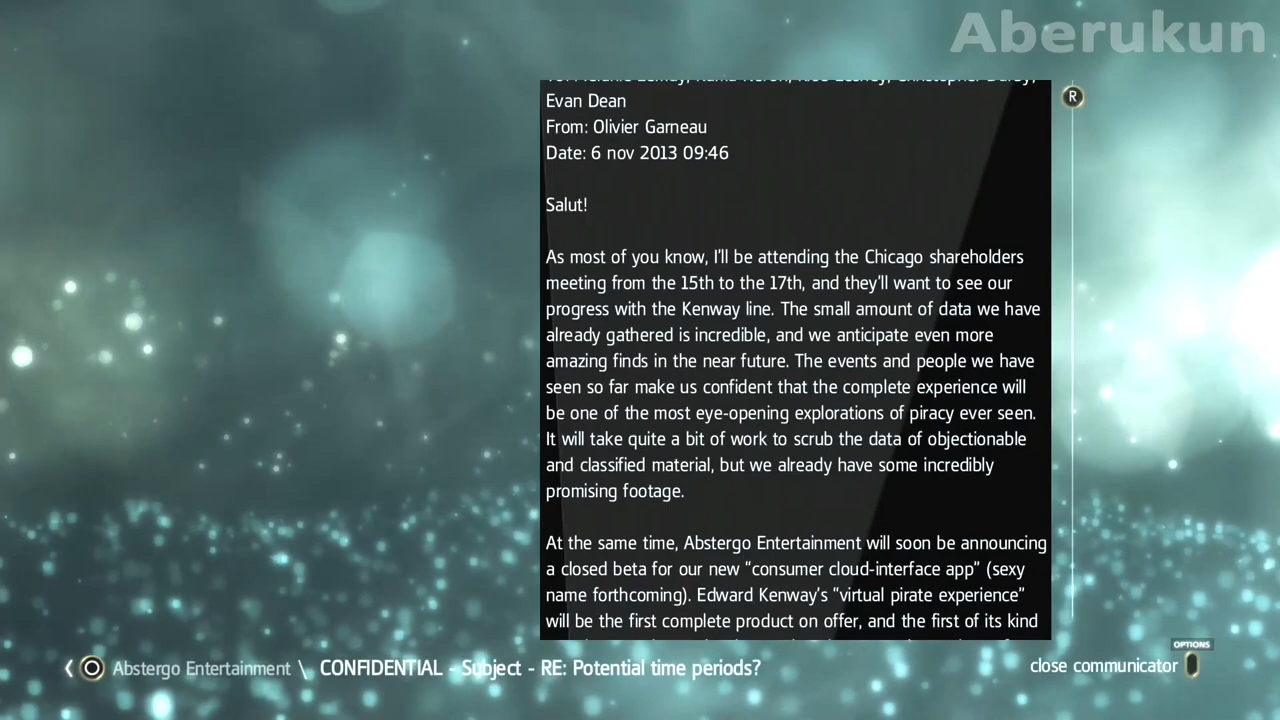 Aberukun
Evan Dean
From: Olivier Garneau
Date: 6 nov 2013 09:46
Salut!
As most of you know, I'll be attending the Chicago shareholders
meeting from the 15th to the 17th, and they'll want to see our
progress with the Kenway line. The small amount of data we have
already gathered is incredible, and we anticipate even more
amazing finds in the near future. The events and people we have
seen so far make us confident that the complete experience will
be one of the most eye-opening explorations of piracy ever seen.
It will take quite a bit of work to scrub the data of objectionable
and classified material, but we already have some incredibly
promising footage.
At the same time, Abstergo Entertainment will soon be announcing
a closed beta for our new “consumer cloud-interface app” (sexy
name forthcoming). Edward Kenway's “virtual pirate experience”
will be the first complete product on offer, and the first of its kind
R
Abstergo Entertainment \ CONFIDENTIAL - Subject - RE: Potential time periods?
OPTIONS
close communicator